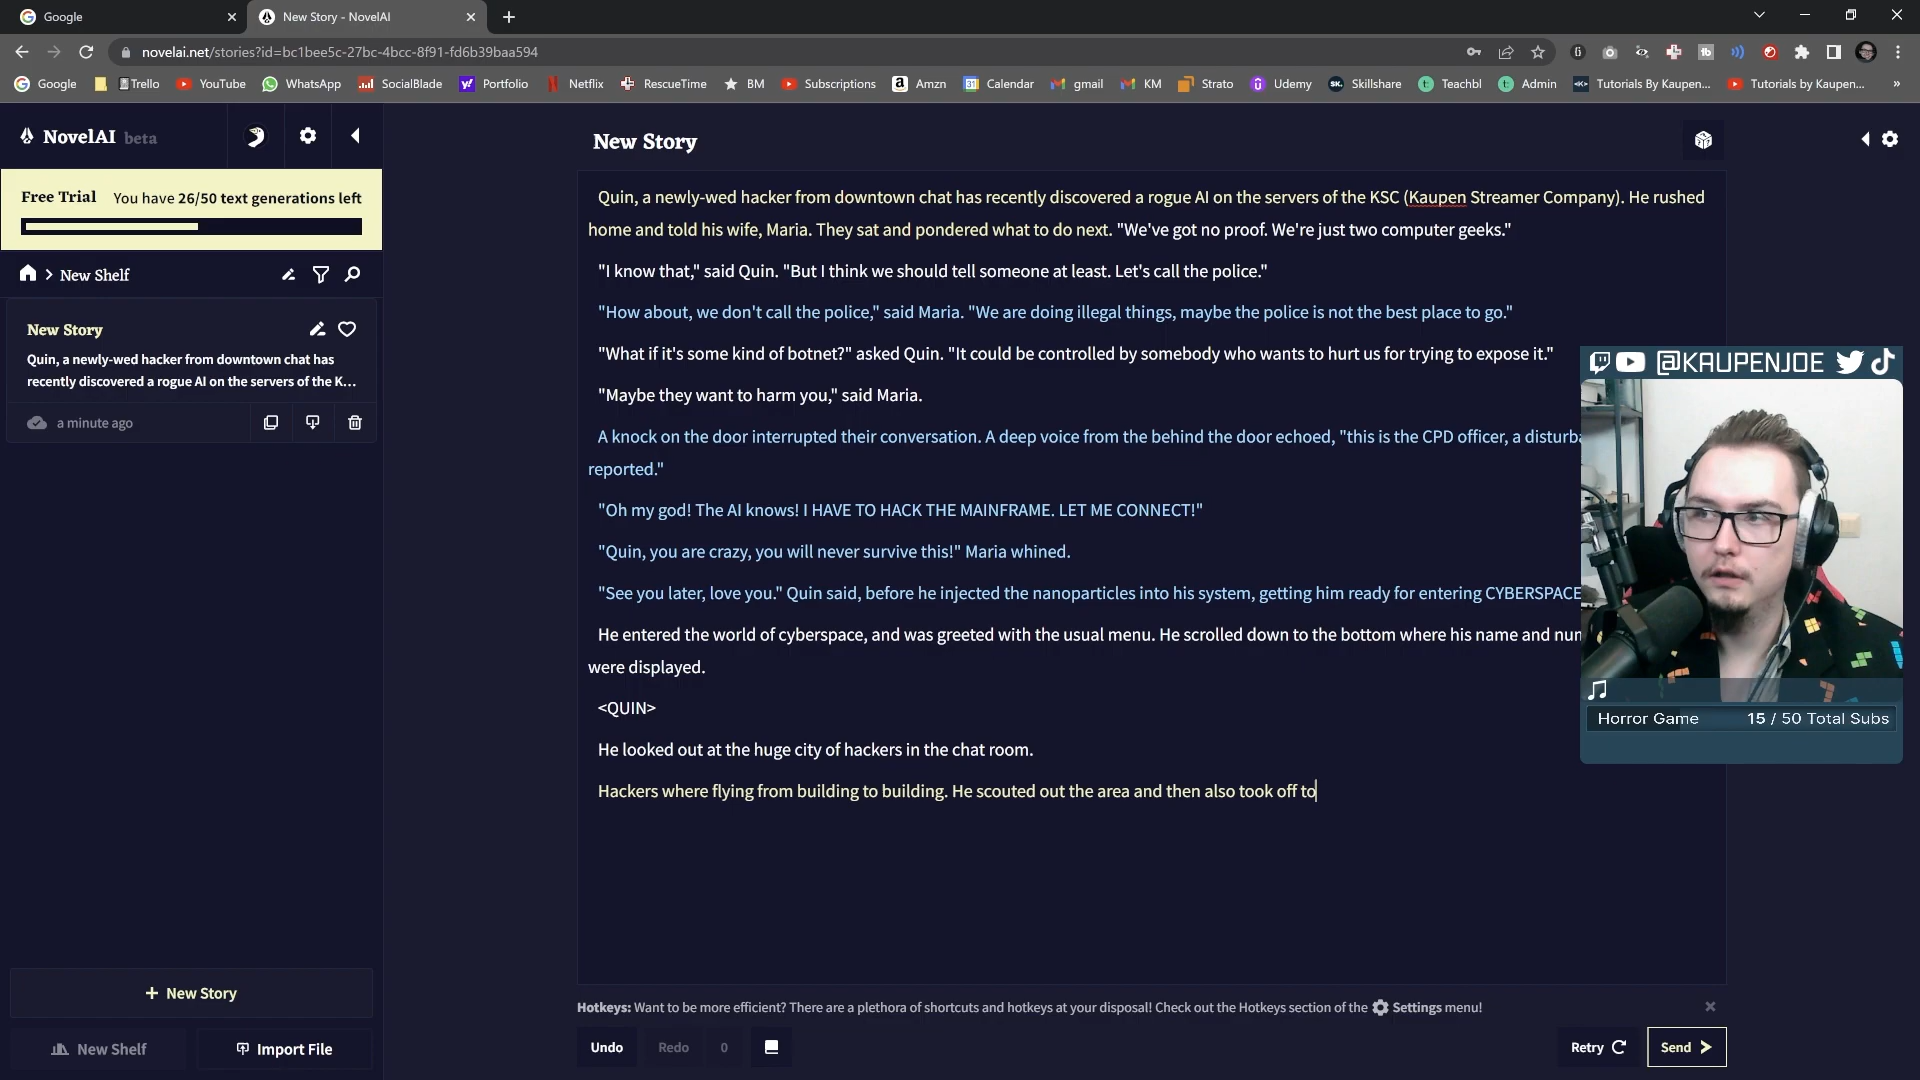 Google
New Story - NovelAI
novelai.net/stories?id=bc1bee5c-27bc-4bcc-8f91-fd6b39baa594
Google Trello YouTube WhatsApp SocialBlade Portfolio Netflix RescueTime BM Subscriptions Amzn Calendar gmail KM Strato Udemy Skillshare Teachbl Admin Tutorials By Kaupen... Tutorials by Kaupen... »
NovelAI beta
Free Trial You have 26/50 text generations left
New Shelf
New Story
Quin, a newly-wed hacker from downtown chat has
recently discovered a rogue AI on the servers of the K...
a minute ago
+ New Story
New Shelf
Import File
New Story
Quin, a newly-wed hacker from downtown chat has recently discovered a rogue AI on the servers of the KSC (Kaupen Streamer Company). He rushed
home and told his wife, Maria. They sat and pondered what to do next. "We've got no proof. We're just two computer geeks."
"I know that," said Quin. "But I think we should tell someone at least. Let's call the police."
"How about, we don't call the police," said Maria. "We are doing illegal things, maybe the police is not the best place to go."
"What if it's some kind of botnet?" asked Quin. "It could be controlled by somebody who wants to hurt us for trying to expose it."
"Maybe they want to harm you," said Maria.
A knock on the door interrupted their conversation. A deep voice from the behind the door echoed, "this is the CPD officer, a
reported."
"Oh my god! The AI knows! I HAVE TO HACK THE MAINFRAME. LET ME CONNECT!"
"Quin, you are crazy, you will never survive this!" Maria whined.
"See you later, love you." Quin said, before he injected the nanoparticles into his system, getting him ready for entering CYBERSPACE
He entered the world of cyberspace, and was greeted with the usual menu. He scrolled down to the bottom where his name and
were displayed.
<QUIN>
He looked out at the huge city of hackers in the chat room.
Hackers where flying from building to building. He scouted out the area and then also took off to
@KAUPENJOE
Horror Game 15 / 50 Total Subs
Hotkeys: Want to be more efficient? There are a plethora of shortcuts and hotkeys at your disposal! Check out the Hotkeys section of the Settings menu!
Undo Redo 0
Retry Send